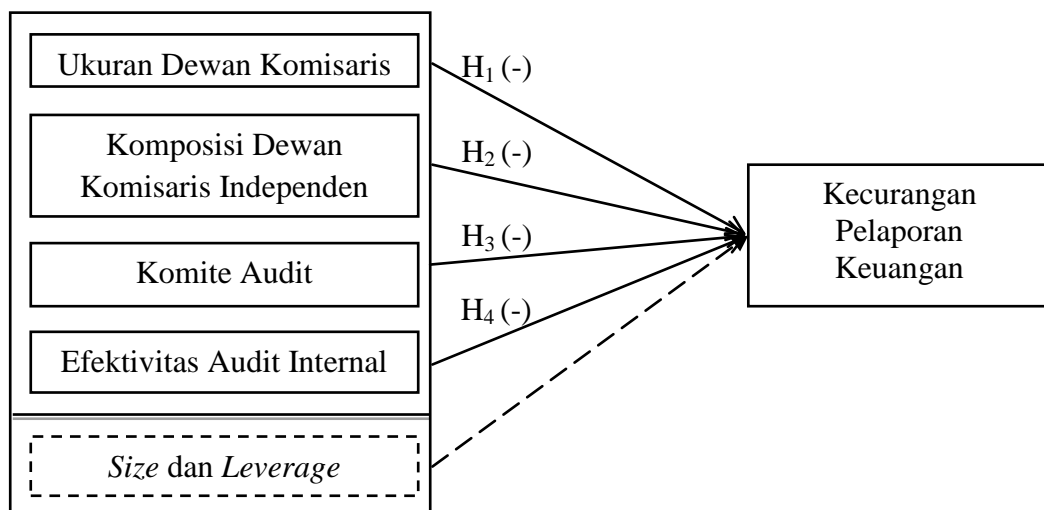 Ukuran Dewan Komisaris
H₁ (-)
Komposisi Dewan
Komisaris Independen
H₂ (-)
Komite Audit
H₃ (-)
Efektivitas Audit Internal
H₄ (-)
Size dan Leverage
Kecurangan
Pelaporan
Keuangan